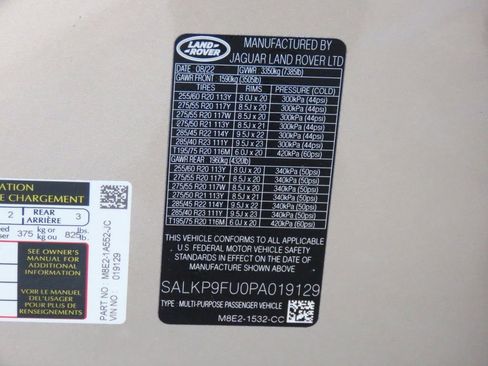 LAND
ROVER
MANUFACTURED BY
JAGUAR LAND ROVER LTD
DATE 08/22 GVWR 3350kg (7385lb)
GAWR FRONT 1590kg (3505lb)
TIRES RIMS PRESSURE (COLD)
255/60 R20 113Y 8.0J x 20 300kPa (44psi)
275/55 R20 117Y 8.0J x 20 300kPa (44psi)
275/55 R20 117W 8.0J x 20 300kPa (44psi)
275/50 R21 113Y 8.5J x 21 300kPa (44psi)
285/45 R22 114Y 9.5J x 22 300kPa (44psi)
285/40 R23 111Y 9.5J x 23 300kPa (44psi)
T195/75 R20 116M 6.0J x 20 420kPa (60psi)
GAWR REAR 1960kg (4320lb)
255/60 R20 113Y 8.0J x 20 340kPa (50psi)
275/55 R20 117Y 8.0J x 20 340kPa (50psi)
275/55 R20 117W 8.0J x 20 340kPa (50psi)
275/50 R21 113Y 8.5J x 21 340kPa (50psi)
285/45 R22 114Y 9.5J x 22 340kPa (50psi)
285/40 R23 111Y 9.5J x 23 340kPa (50psi)
T195/75 R20 116M 6.0J x 20 420kPa (60psi)
THIS VEHICLE CONFORMS TO ALL APPLICABLE
U.S. FEDERAL MOTOR VEHICLE SAFETY
STANDARDS IN EFFECT ON THE DATE OF
MANUFACTURE SHOWN ABOVE
SALKP9FU0PA019129
TYPE: MULTI-PURPOSE PASSENGER VEHICLE
M8E2-1532-CC
CHARGEMENT
2 REAR 3
ARRIÈRE
375 kg or lbs.
kg ou 825 lb.
SEE OWNER'S
MANUAL FOR
ADDITIONAL
INFORMATION
VOIR LE MANUEL
DEL'USAGER
POUR PLUS DE
RENSEIGNEMENTS
PART NO M8E2-1A552-JC
VIN NO 019129